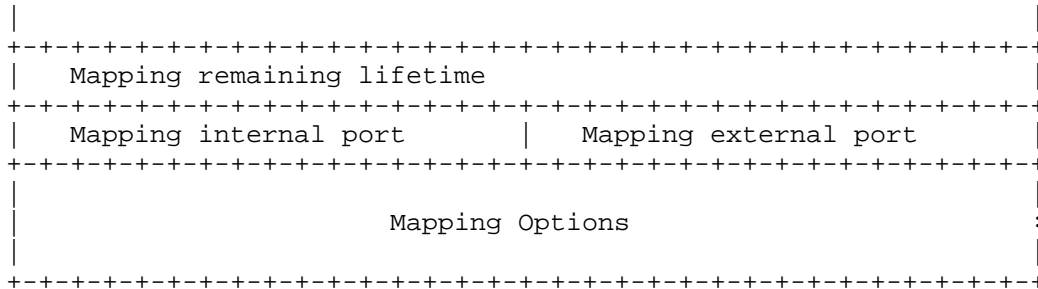 Mapping remaining lifetime
Mapping internal port | Mapping external port
Mapping Options